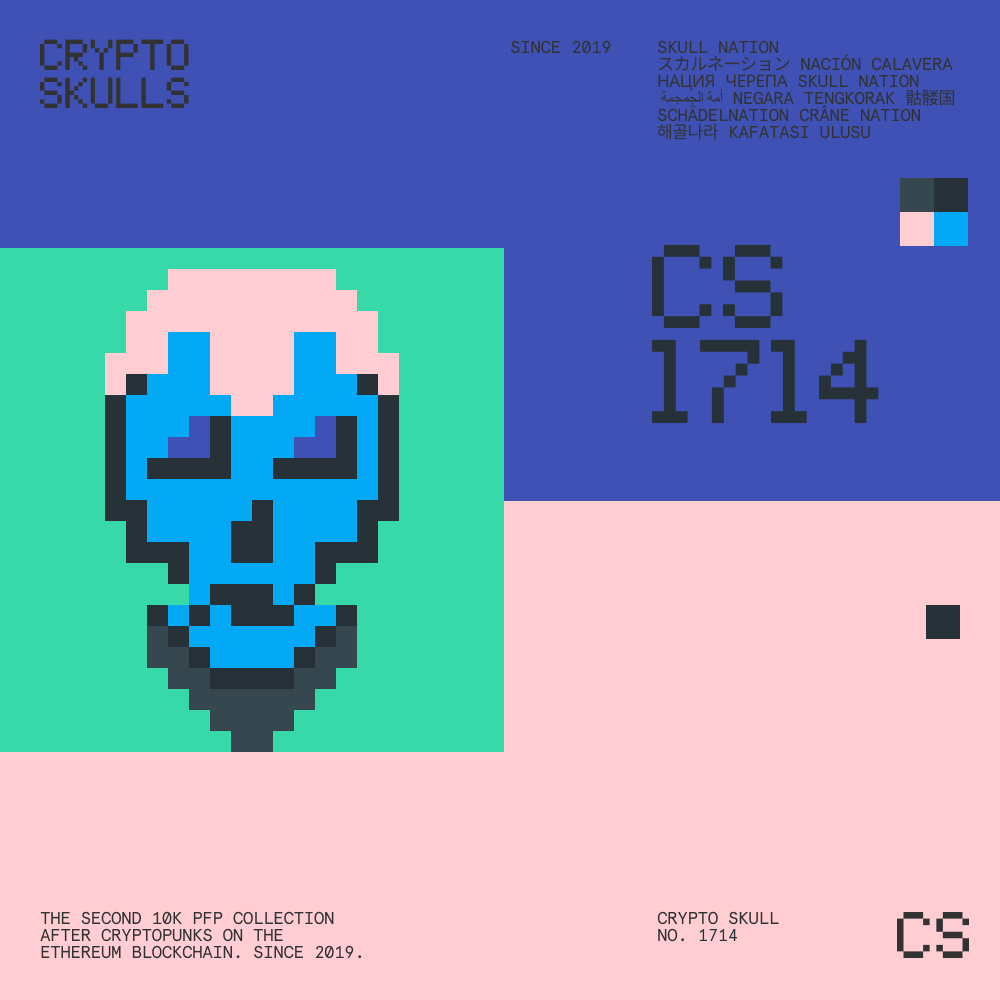 CRYPTO
SKULLS
SINCE 2019
SKULL NATION
スカルネーション NACIÓN CALAVERA
НАЦИЯ ЧЕРЕПА SKULL NATION
أمة الجمجمة NEGARA TENGKORAK 骷髅国
SCHÄDELNATION CRÂNE NATION
해골나라 KAFATASI ULUSU
CS
1714
THE SECOND 10K PFP COLLECTION
AFTER CRYPTOPUNKS ON THE
ETHEREUM BLOCKCHAIN. SINCE 2019.
CRYPTO SKULL
NO. 1714
CS